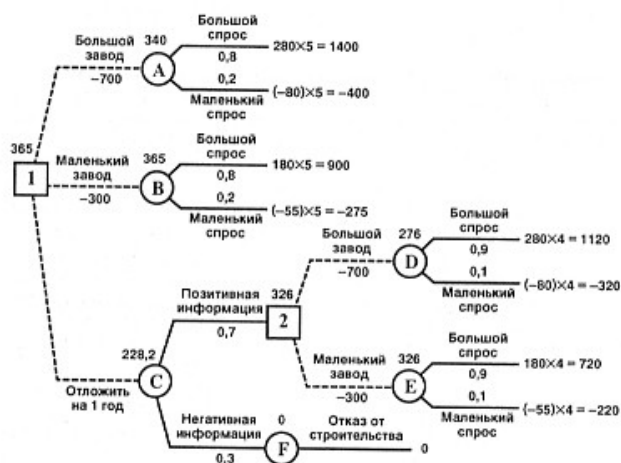 Большой
завод
−700
340
A
Большой
спрос
0,8
280×5 = 1400
0,2
Маленький
спрос
(−80)×5 = −400
365
1
Маленький
завод
−300
365
B
Большой
спрос
0,8
180×5 = 900
0,2
Маленький
спрос
(−55)×5 = −275
Отложить
на 1 год
228,2
C
Позитивная
информация
0,7
326
2
Большой
завод
−700
276
D
Большой
спрос
0,9
280×4 = 1120
0,1
Маленький
спрос
(−80)×4 = −320
Маленький
завод
−300
326
E
Большой
спрос
0,9
180×4 = 720
0,1
Маленький
спрос
(−55)×4 = −220
Негативная
информация
0,3
0
F
Отказ от
строительства
0